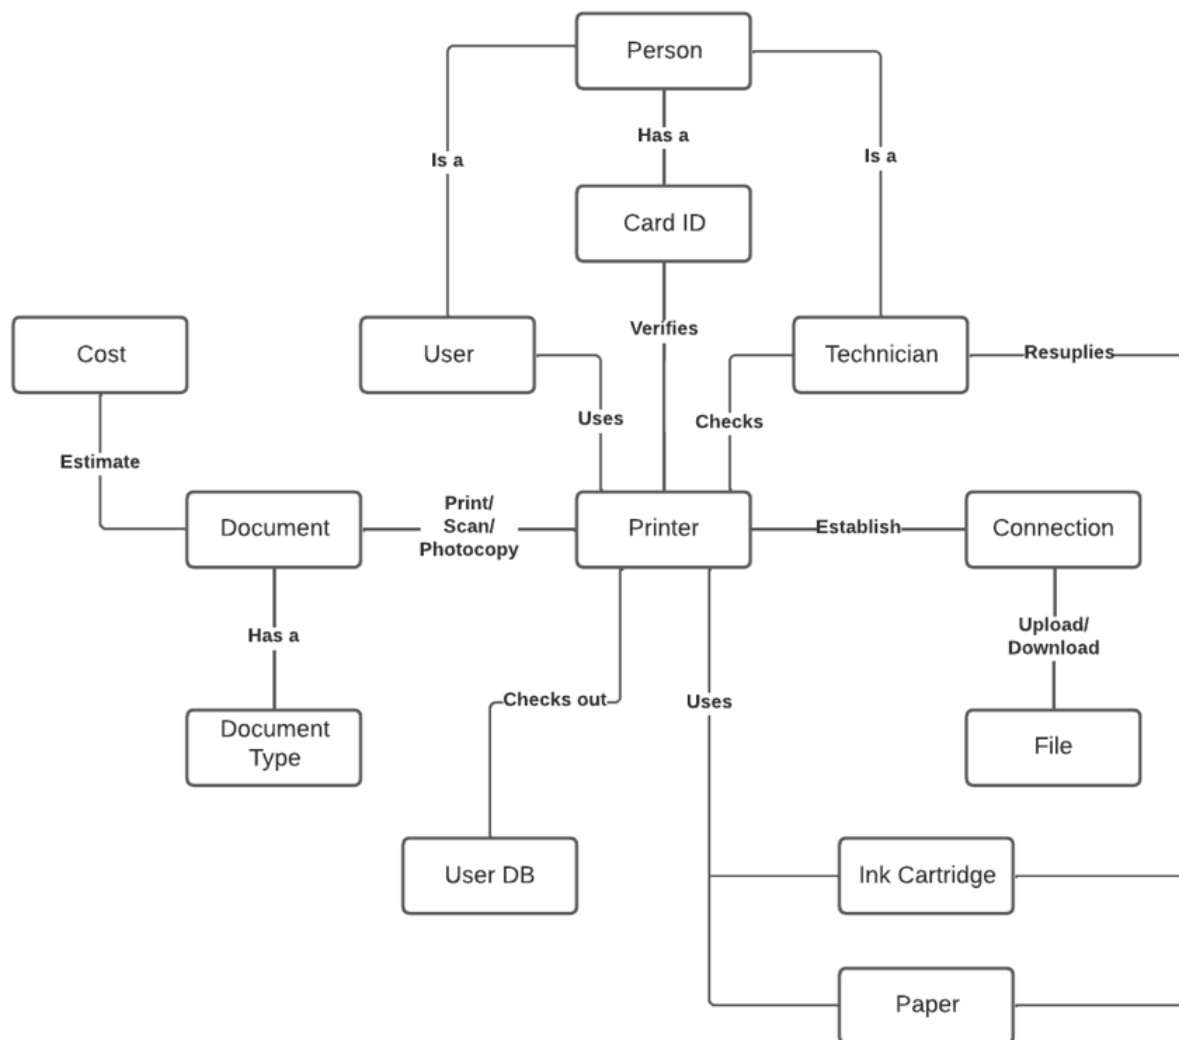 Person
Has a
Is a
Is a
Card ID
Verifies
Cost
User
Technician
Resuplies
Uses
Checks
Estimate
Document
Print/
Scan/
Photocopy
Printer
Establish
Connection
Has a
Upload/
Download
Checks out
Uses
Document
Type
File
User DB
Ink Cartridge
Paper